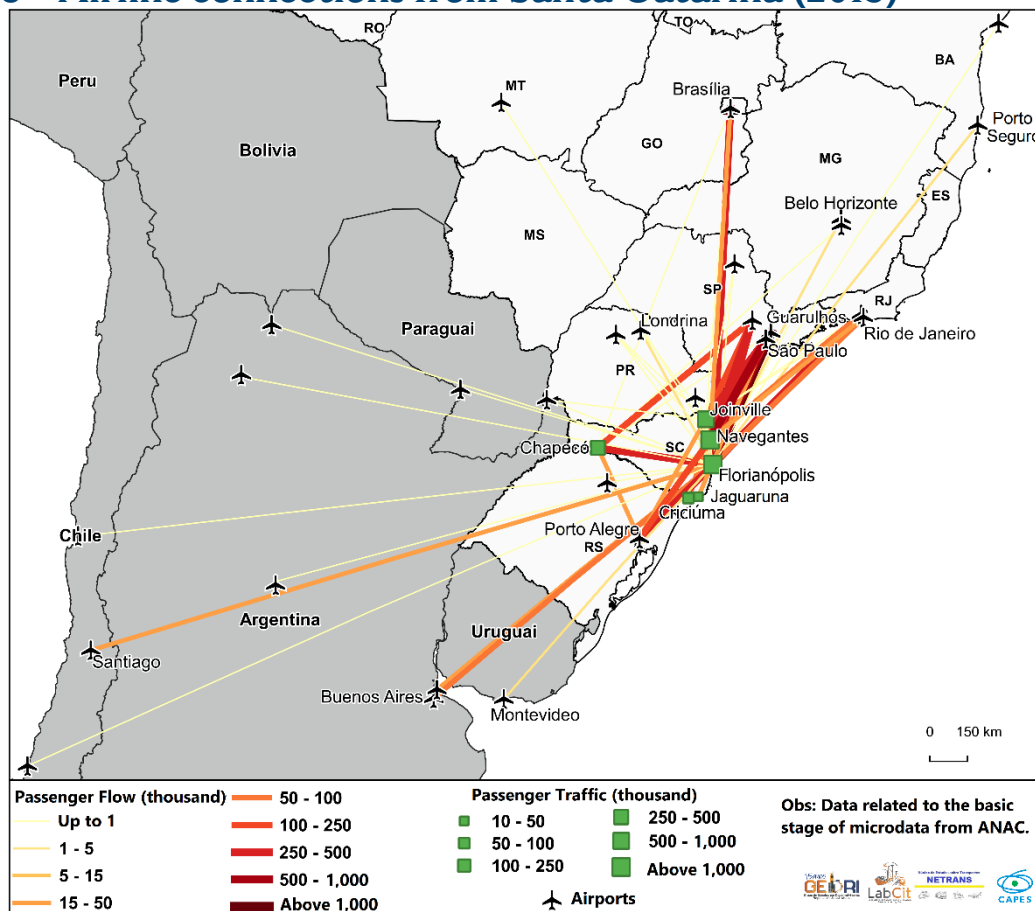 Airline connections from Santa Catarina (2018)
RO
TO
Peru
MT
BA
Brasília
Porto
Seguro
Bolivia
GO
MG
ES
Belo Horizonte
MS
SP
RJ
Paraguai
Londrina
Guarulhos
Rio de Janeiro
São Paulo
PR
Joinville
Navegantes
Chapecó
SC
Florianópolis
Jaguaruna
Criciúma
Chile
Porto Alegre
RS
Argentina
Uruguai
Santiago
Buenos Aires
Montevideo
0 150 km
Passenger Flow (thousand)
Up to 1
1 - 5
5 - 15
15 - 50
50 - 100
100 - 250
250 - 500
500 - 1,000
Above 1,000
Passenger Traffic (thousand)
10 - 50
50 - 100
100 - 250
250 - 500
500 - 1,000
Above 1,000
Airports
Obs: Data related to the basic
stage of microdata from ANAC.
LabCit
NETRANS
CAPES